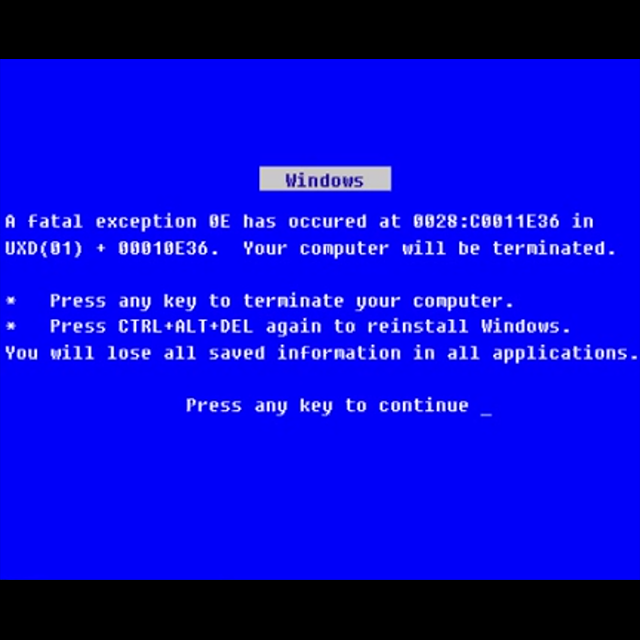 Windows
A fatal exception 0E has occured at 0028:C0011E36 in
UXD(01) + 00010E36. Your computer will be terminated.
* Press any key to terminate your computer.
* Press CTRL+ALT+DEL again to reinstall Windows.
You will lose all saved information in all applications.
Press any key to continue _